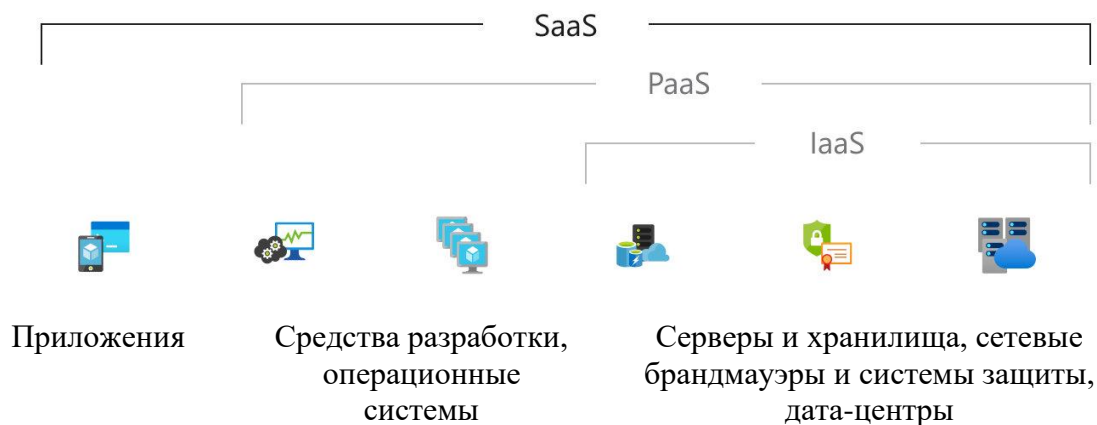 SaaS
PaaS
IaaS
Приложения
Средства разработки,
операционные
системы
Серверы и хранилища, сетевые
брандмауэры и системы защиты,
дата-центры